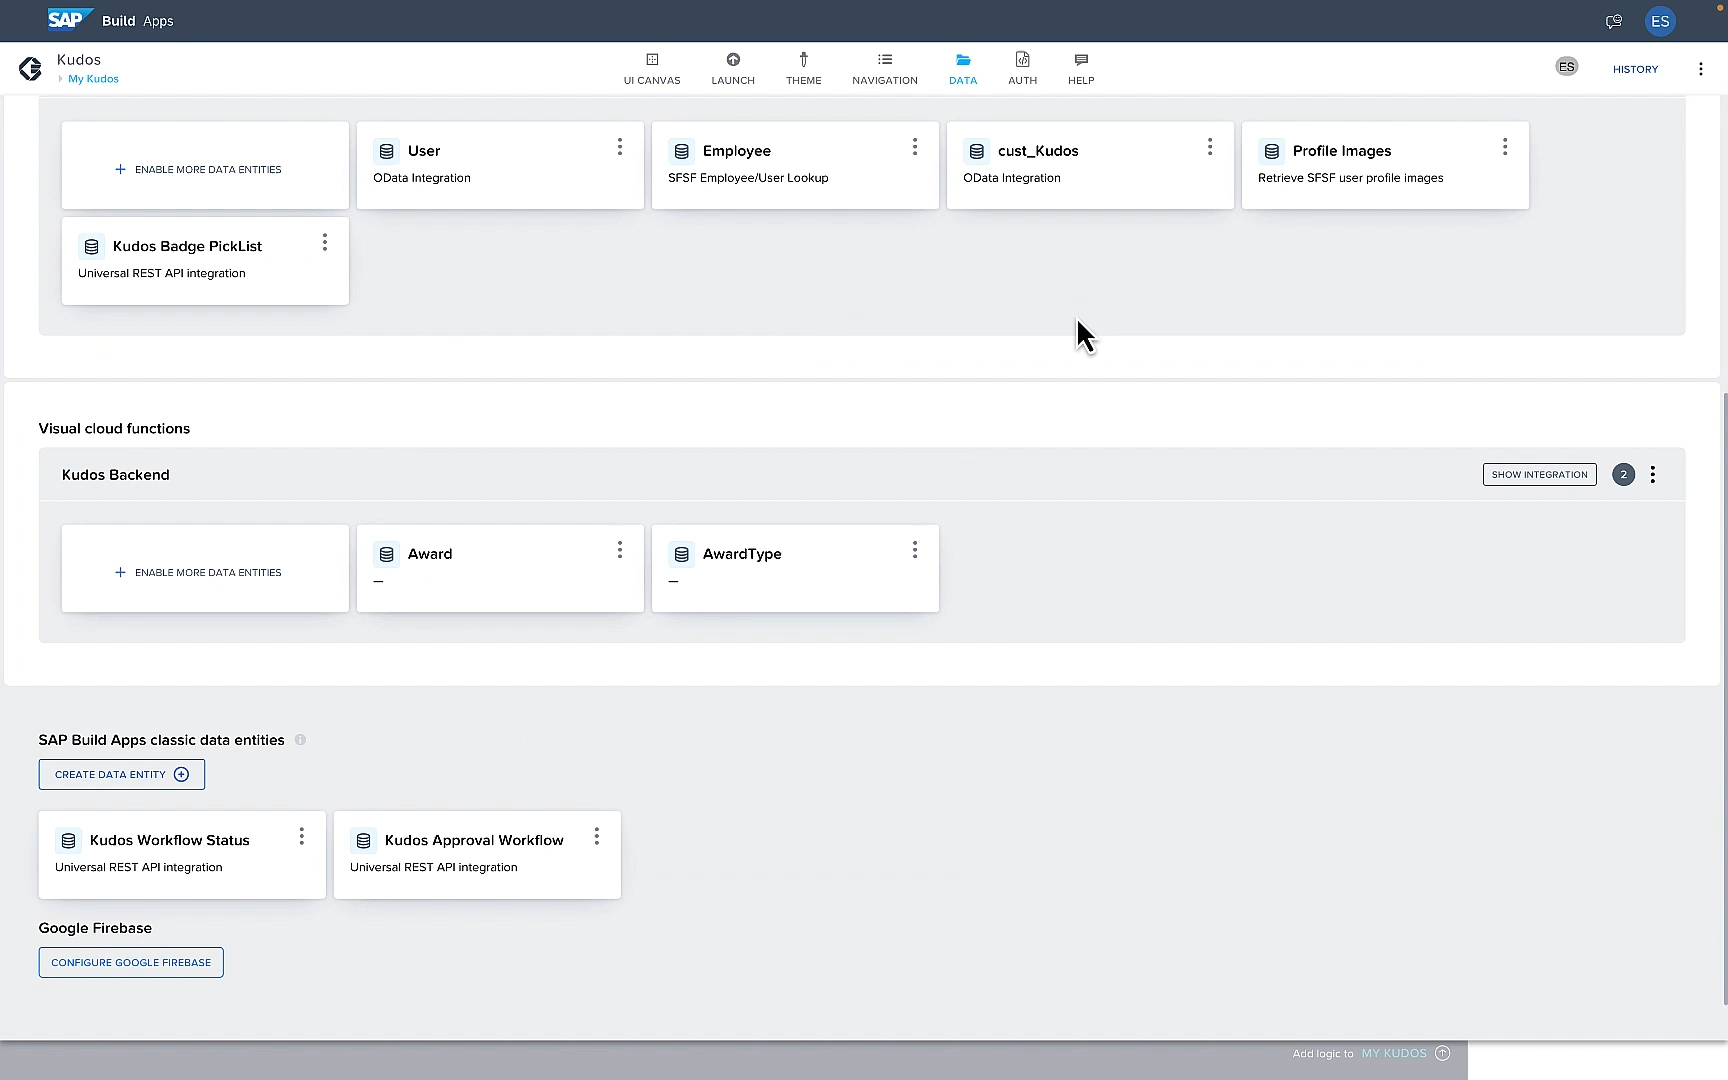 SAP Build Apps
ES
Kudos
My Kudos
UI CANVAS
LAUNCH
THEME
NAVIGATION
DATA
AUTH
HELP
ES
HISTORY
ENABLE MORE DATA ENTITIES
User
OData Integration
Employee
SFSF Employee/User Lookup
cust_Kudos
OData Integration
Profile Images
Retrieve SFSF user profile images
Kudos Badge PickList
Universal REST API integration
Visual cloud functions
Kudos Backend
SHOW INTEGRATION
2
ENABLE MORE DATA ENTITIES
Award
—
AwardType
—
SAP Build Apps classic data entities
CREATE DATA ENTITY
Kudos Workflow Status
Universal REST API integration
Kudos Approval Workflow
Universal REST API integration
Google Firebase
CONFIGURE GOOGLE FIREBASE
Add logic to MY KUDOS